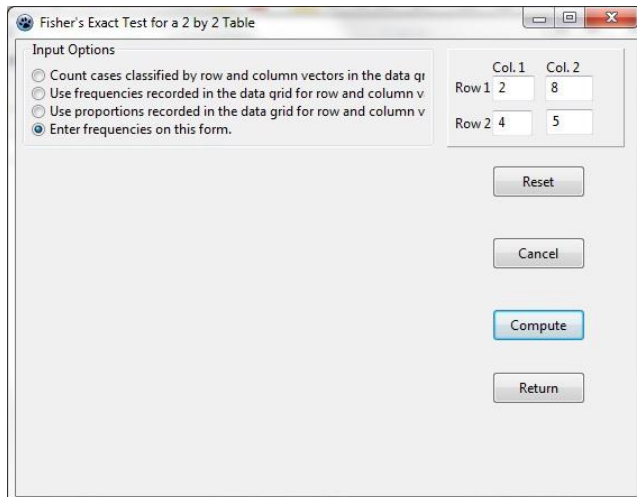 Fisher's Exact Test for a 2 by 2 Table
Input Options
Count cases classified by row and column vectors in the data gr
Use frequencies recorded in the data grid for row and column v
Use proportions recorded in the data grid for row and column v
Enter frequencies on this form.
Col. 1 Col. 2
Row 1 2 8
Row 2 4 5
Reset
Cancel
Compute
Return